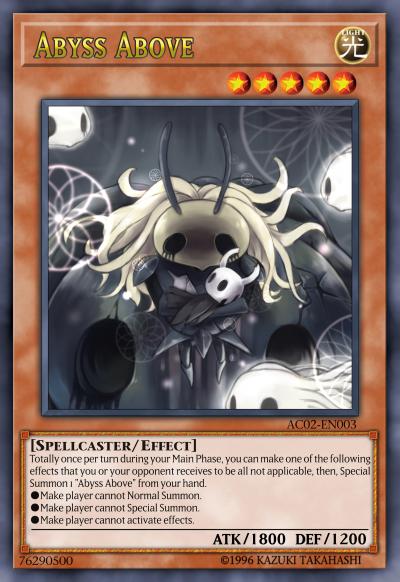 Abyss Above
LIGHT
光
AC02-EN003
[Spellcaster/Effect]
Totally once per turn during your Main Phase, you can make one of the following
effects that you or your opponent receives to be all not applicable, then, Special
Summon 1 "Abyss Above" from your hand.
●Make player cannot Normal Summon.
●Make player cannot Special Summon.
●Make player cannot activate effects.
ATK/1800 DEF/1200
76290500
©1996 KAZUKI TAKAHASHI